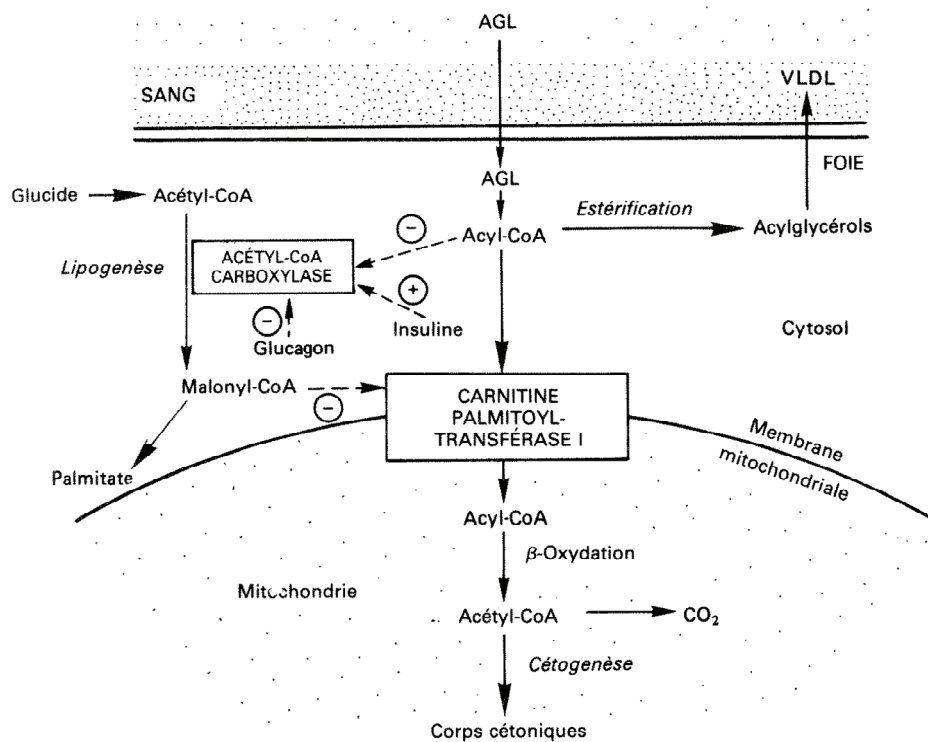 AGL
SANG
VLDL
FOIE
AGL
Glucide
Acétyl-CoA
Estérification
Acyl-CoA
Acylglycérols
−
Lipogenèse
ACÉTYL-CoA
CARBOXYLASE
+
Insuline
−
Glucagon
Cytosol
Malonyl-CoA
−
CARNITINE
PALMITOYL-
TRANSFÉRASE I
Membrane
mitochondriale
Palmitate
Acyl-CoA
β-Oxydation
Mitochondrie
Acétyl-CoA
CO₂
Cétogenèse
Corps cétoniques